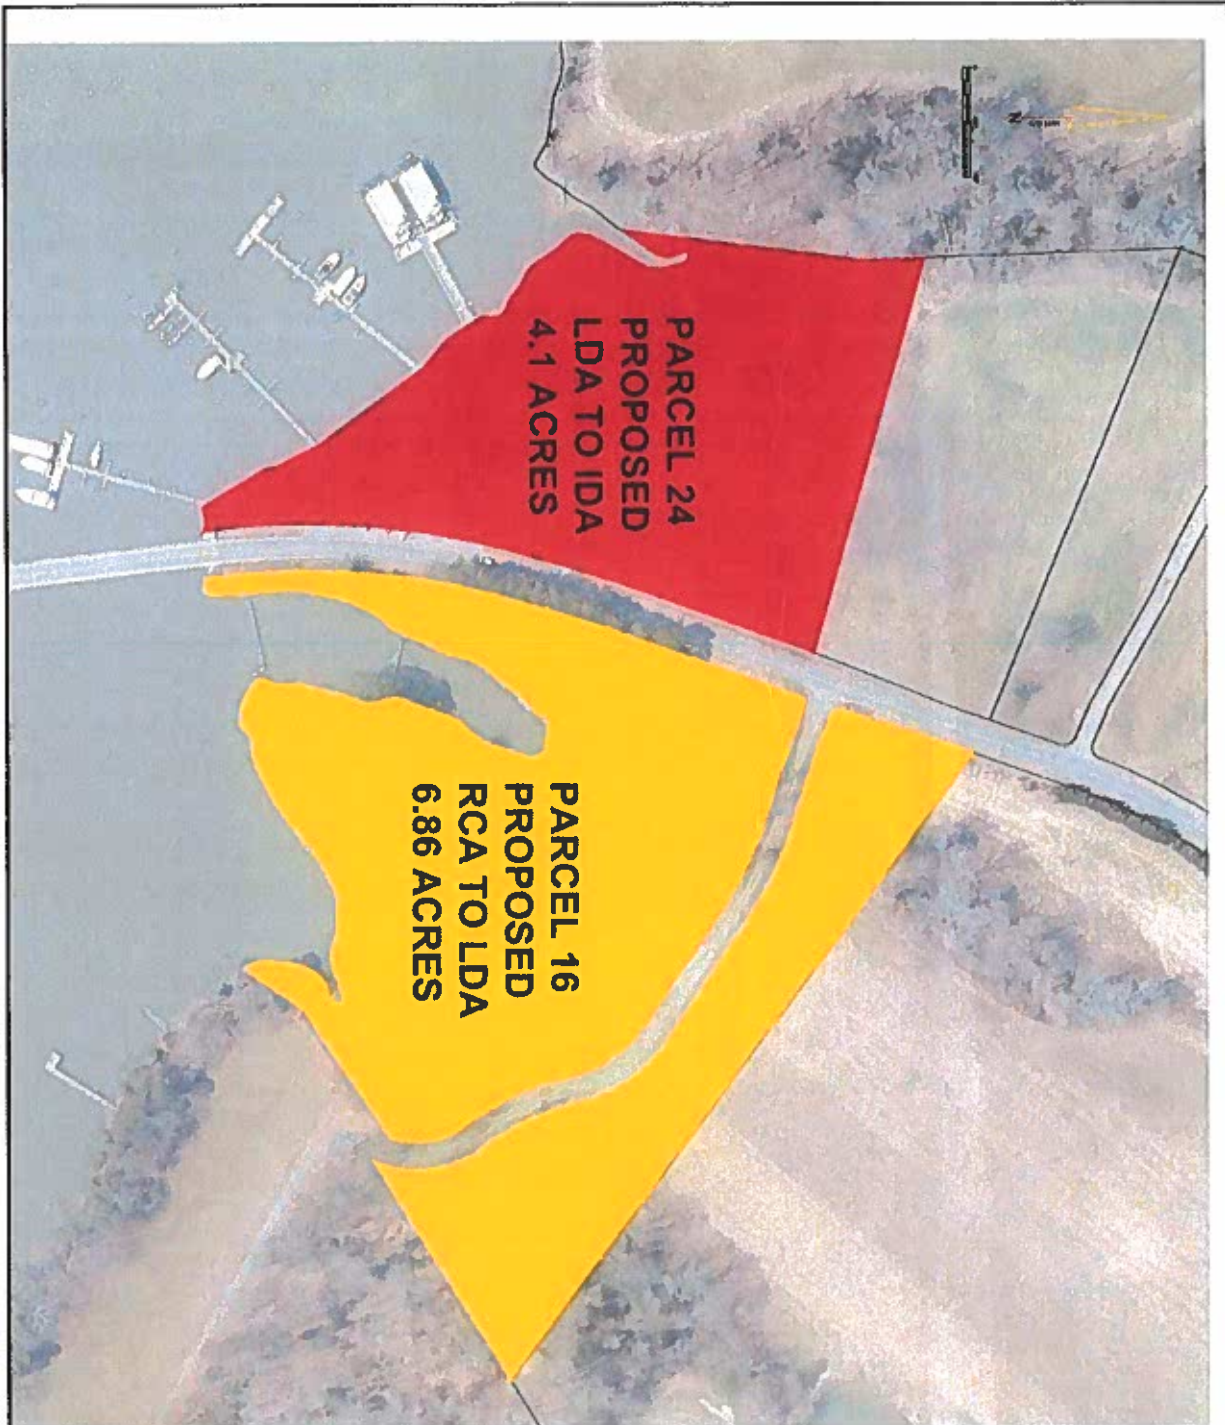 PARCEL 24
PROPOSED
LDA TO IDA
4.1 ACRES
PARCEL 16
PROPOSED
RCA TO LDA
6.86 ACRES
N